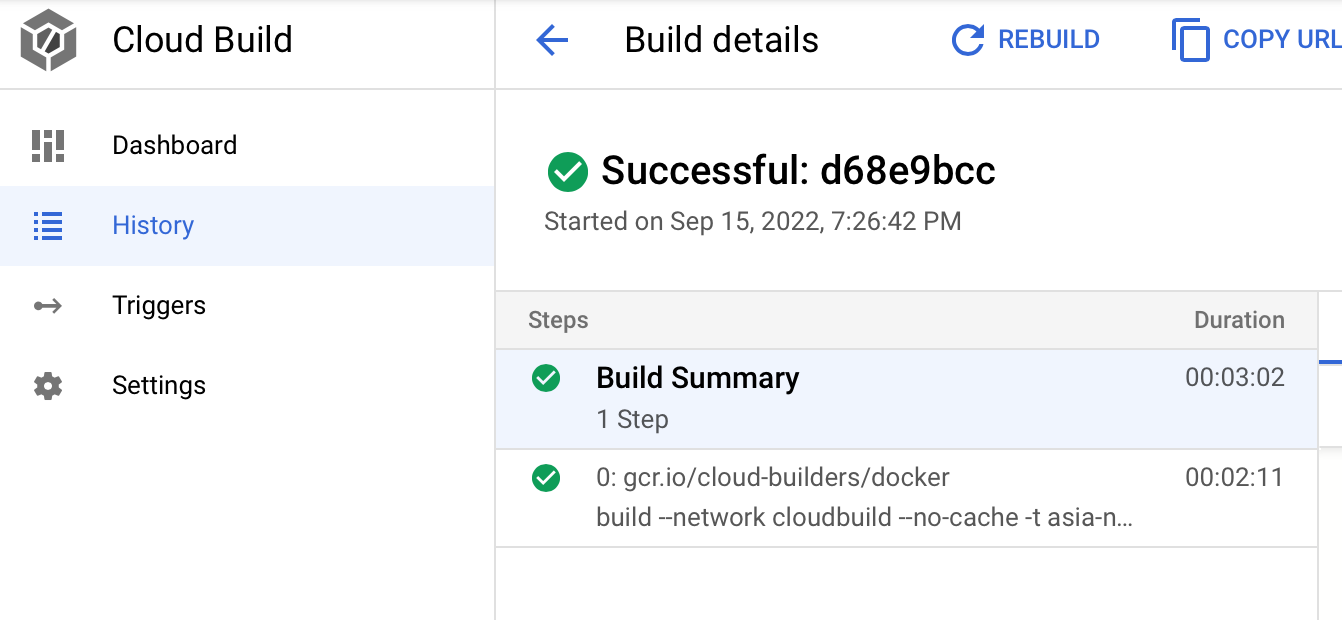 Cloud Build
Build details
REBUILD
COPY URL
Dashboard
History
Triggers
Settings
Successful: d68e9bcc
Started on Sep 15, 2022, 7:26:42 PM
Steps Duration
Build Summary 00:03:02
1 Step
0: gcr.io/cloud-builders/docker 00:02:11
build --network cloudbuild --no-cache -t asia-n...